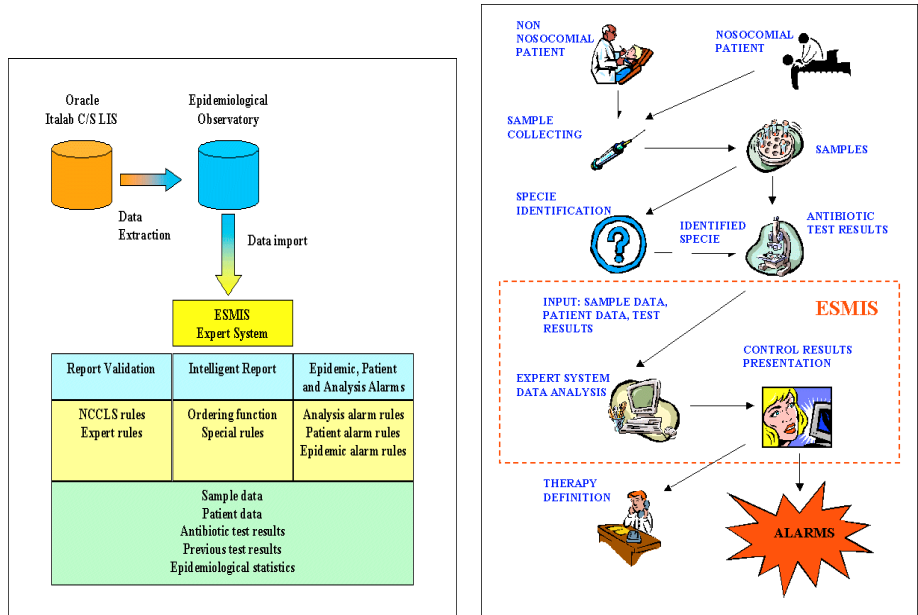 Oracle
Italab C/S LIS
Epidemiological
Observatory
Data
Extraction
Data import
ESMIS
Expert System
Report Validation
Intelligent Report
Epidemic, Patient
and Analysis Alarms
NCCLS rules
Expert rules
Ordering function
Special rules
Analysis alarm rules
Patient alarm rules
Epidemic alarm rules
Sample data
Patient data
Antibiotic test results
Previous test results
Epidemiological statistics
NON
NOSOCOMIAL
PATIENT
NOSOCOMIAL
PATIENT
SAMPLE
COLLECTING
SAMPLES
SPECIE
IDENTIFICATION
?
IDENTIFIED
SPECIE
ANTIBIOTIC
TEST RESULTS
INPUT: SAMPLE DATA,
PATIENT DATA, TEST
RESULTS
ESMIS
CONTROL RESULTS
PRESENTATION
EXPERT SYSTEM
DATA ANALYSIS
THERAPY
DEFINITION
ALARMS